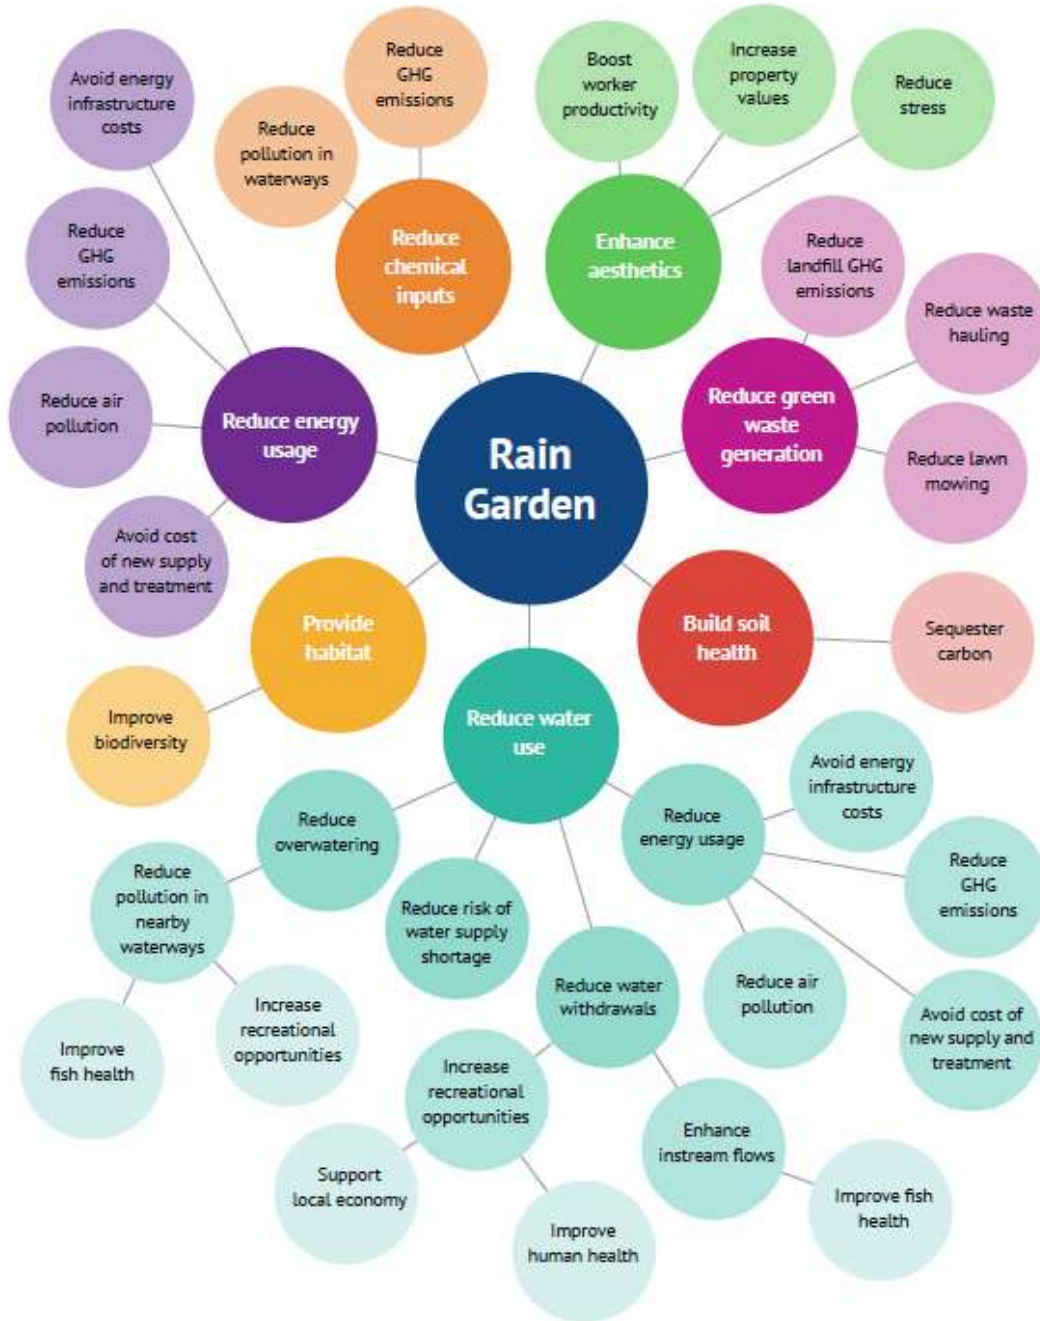 Avoid energy
infrastructure
costs
Reduce
GHG
emissions
Reduce
pollution in
waterways
Boost
worker
productivity
Increase
property
values
Reduce
stress
Reduce
GHG
emissions
Reduce
chemical
inputs
Enhance
aesthetics
Reduce
landfill GHG
emissions
Reduce waste
hauling
Reduce air
pollution
Reduce energy
usage
Rain
Garden
Reduce green
waste
generation
Reduce lawn
mowing
Avoid cost
of new supply
and treatment
Provide
habitat
Build soil
health
Sequester
carbon
Improve
biodiversity
Reduce water
use
Reduce
overwatering
Reduce
energy usage
Avoid energy
infrastructure
costs
Reduce
pollution in
nearby
waterways
Reduce risk of
water supply
shortage
Reduce
GHG
emissions
Reduce water
withdrawals
Reduce air
pollution
Avoid cost of
new supply and
treatment
Improve
fish health
Increase
recreational
opportunities
Increase
recreational
opportunities
Enhance
instream flows
Support
local economy
Improve
human health
Improve fish
health